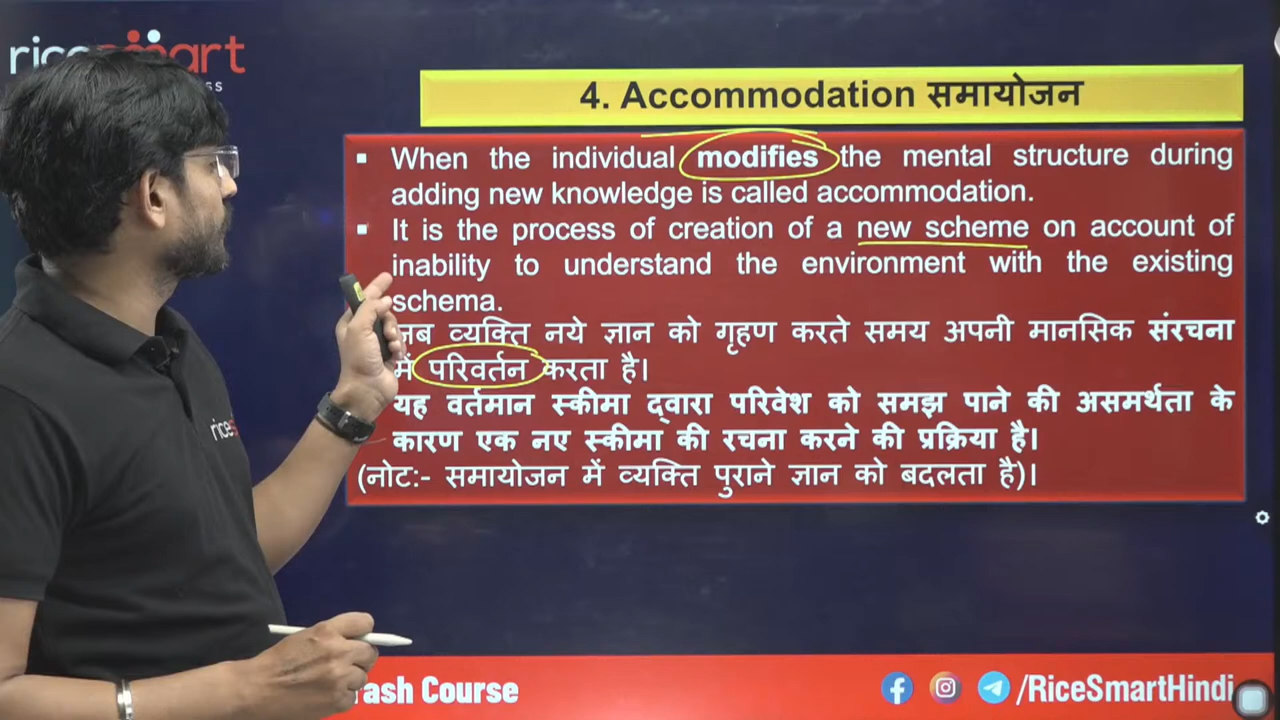 4. Accommodation समायोजन
▪ When the individual modifies the mental structure during
adding new knowledge is called accommodation.
▪ It is the process of creation of a new scheme on account of
inability to understand the environment with the existing
schema.
व्यक्ति नये ज्ञान को गृहण करते समय अपनी मानसिक संरचना
में परिवर्तन करता है।
यह वर्तमान स्कीमा द्वारा परिवेश को समझ पाने की असमर्थता के
कारण एक नए स्कीमा की रचना करने की प्रक्रिया है।
(नोट:- समायोजन में व्यक्ति पुराने ज्ञान को बदलता है)।
Course
/RiceSmartHindi